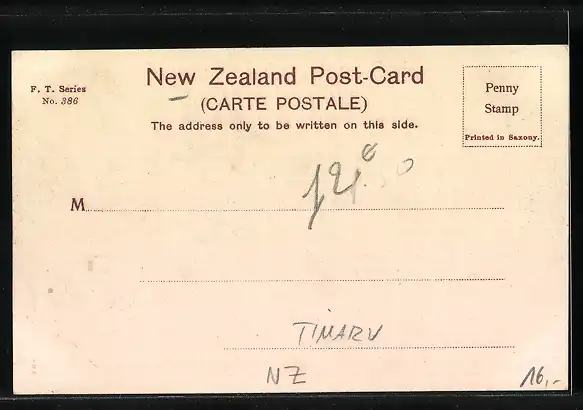 F. T. Series
No. 386
New Zealand Post-Card
(CARTE POSTALE)
The address only to be written on this side.
Penny
Stamp
Printed in Saxony.
M
TIMARU
NZ
16,-